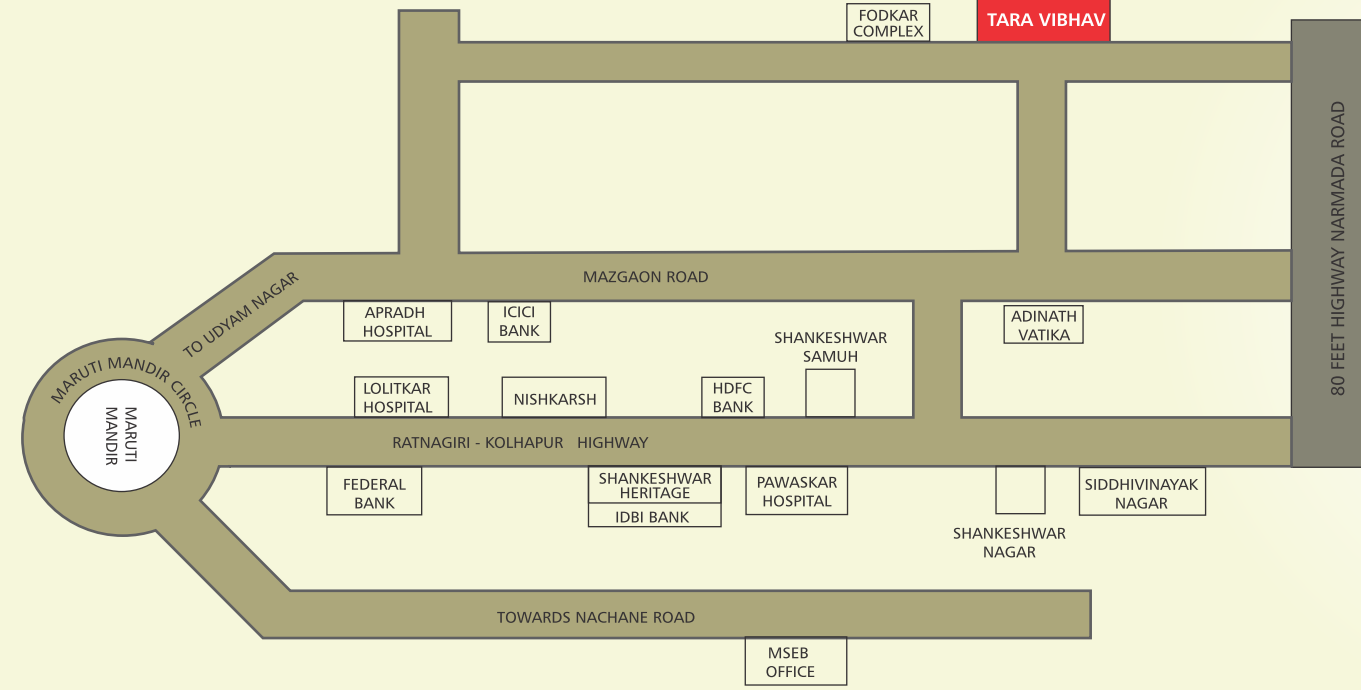 FODKAR
COMPLEX
TARA VIBHAV
80 FEET HIGHWAY NARMADA ROAD
MAZGAON ROAD
TO UDYAM NAGAR
APRADH
HOSPITAL
ICICI
BANK
ADINATH
VATIKA
SHANKESHWAR
SAMUH
MARUTI MANDIR CIRCLE
MARUTI
MANDIR
LOLITKAR
HOSPITAL
NISHKARSH
HDFC
BANK
RATNAGIRI - KOLHAPUR HIGHWAY
FEDERAL
BANK
SHANKESHWAR
HERITAGE
IDBI BANK
PAWASKAR
HOSPITAL
SIDDHIVINAYAK
NAGAR
SHANKESHWAR
NAGAR
TOWARDS NACHANE ROAD
MSEB
OFFICE